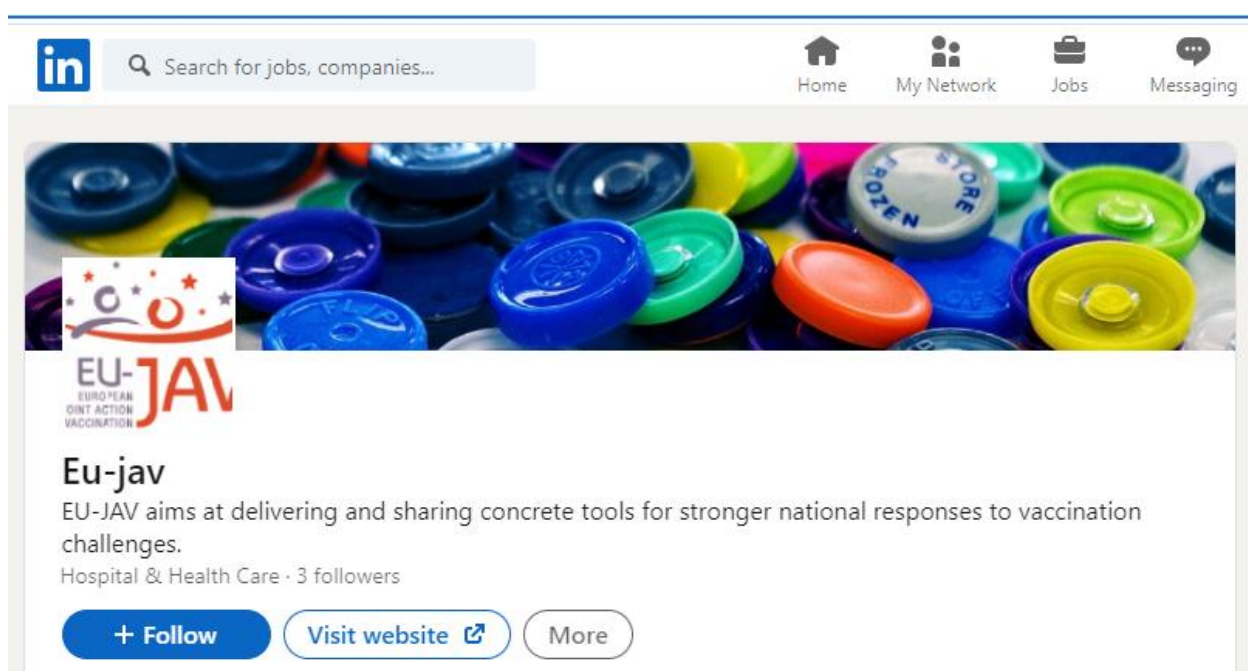 in
Search for jobs, companies...
Home
My Network
Jobs
Messaging
STORE
FROZEN
FLIP
EU-
JAV
EUROPEAN
OINT ACTION
VACCINATION
Eu-jav
EU-JAV aims at delivering and sharing concrete tools for stronger national responses to vaccination
challenges.
Hospital & Health Care · 3 followers
+ Follow
Visit website
More